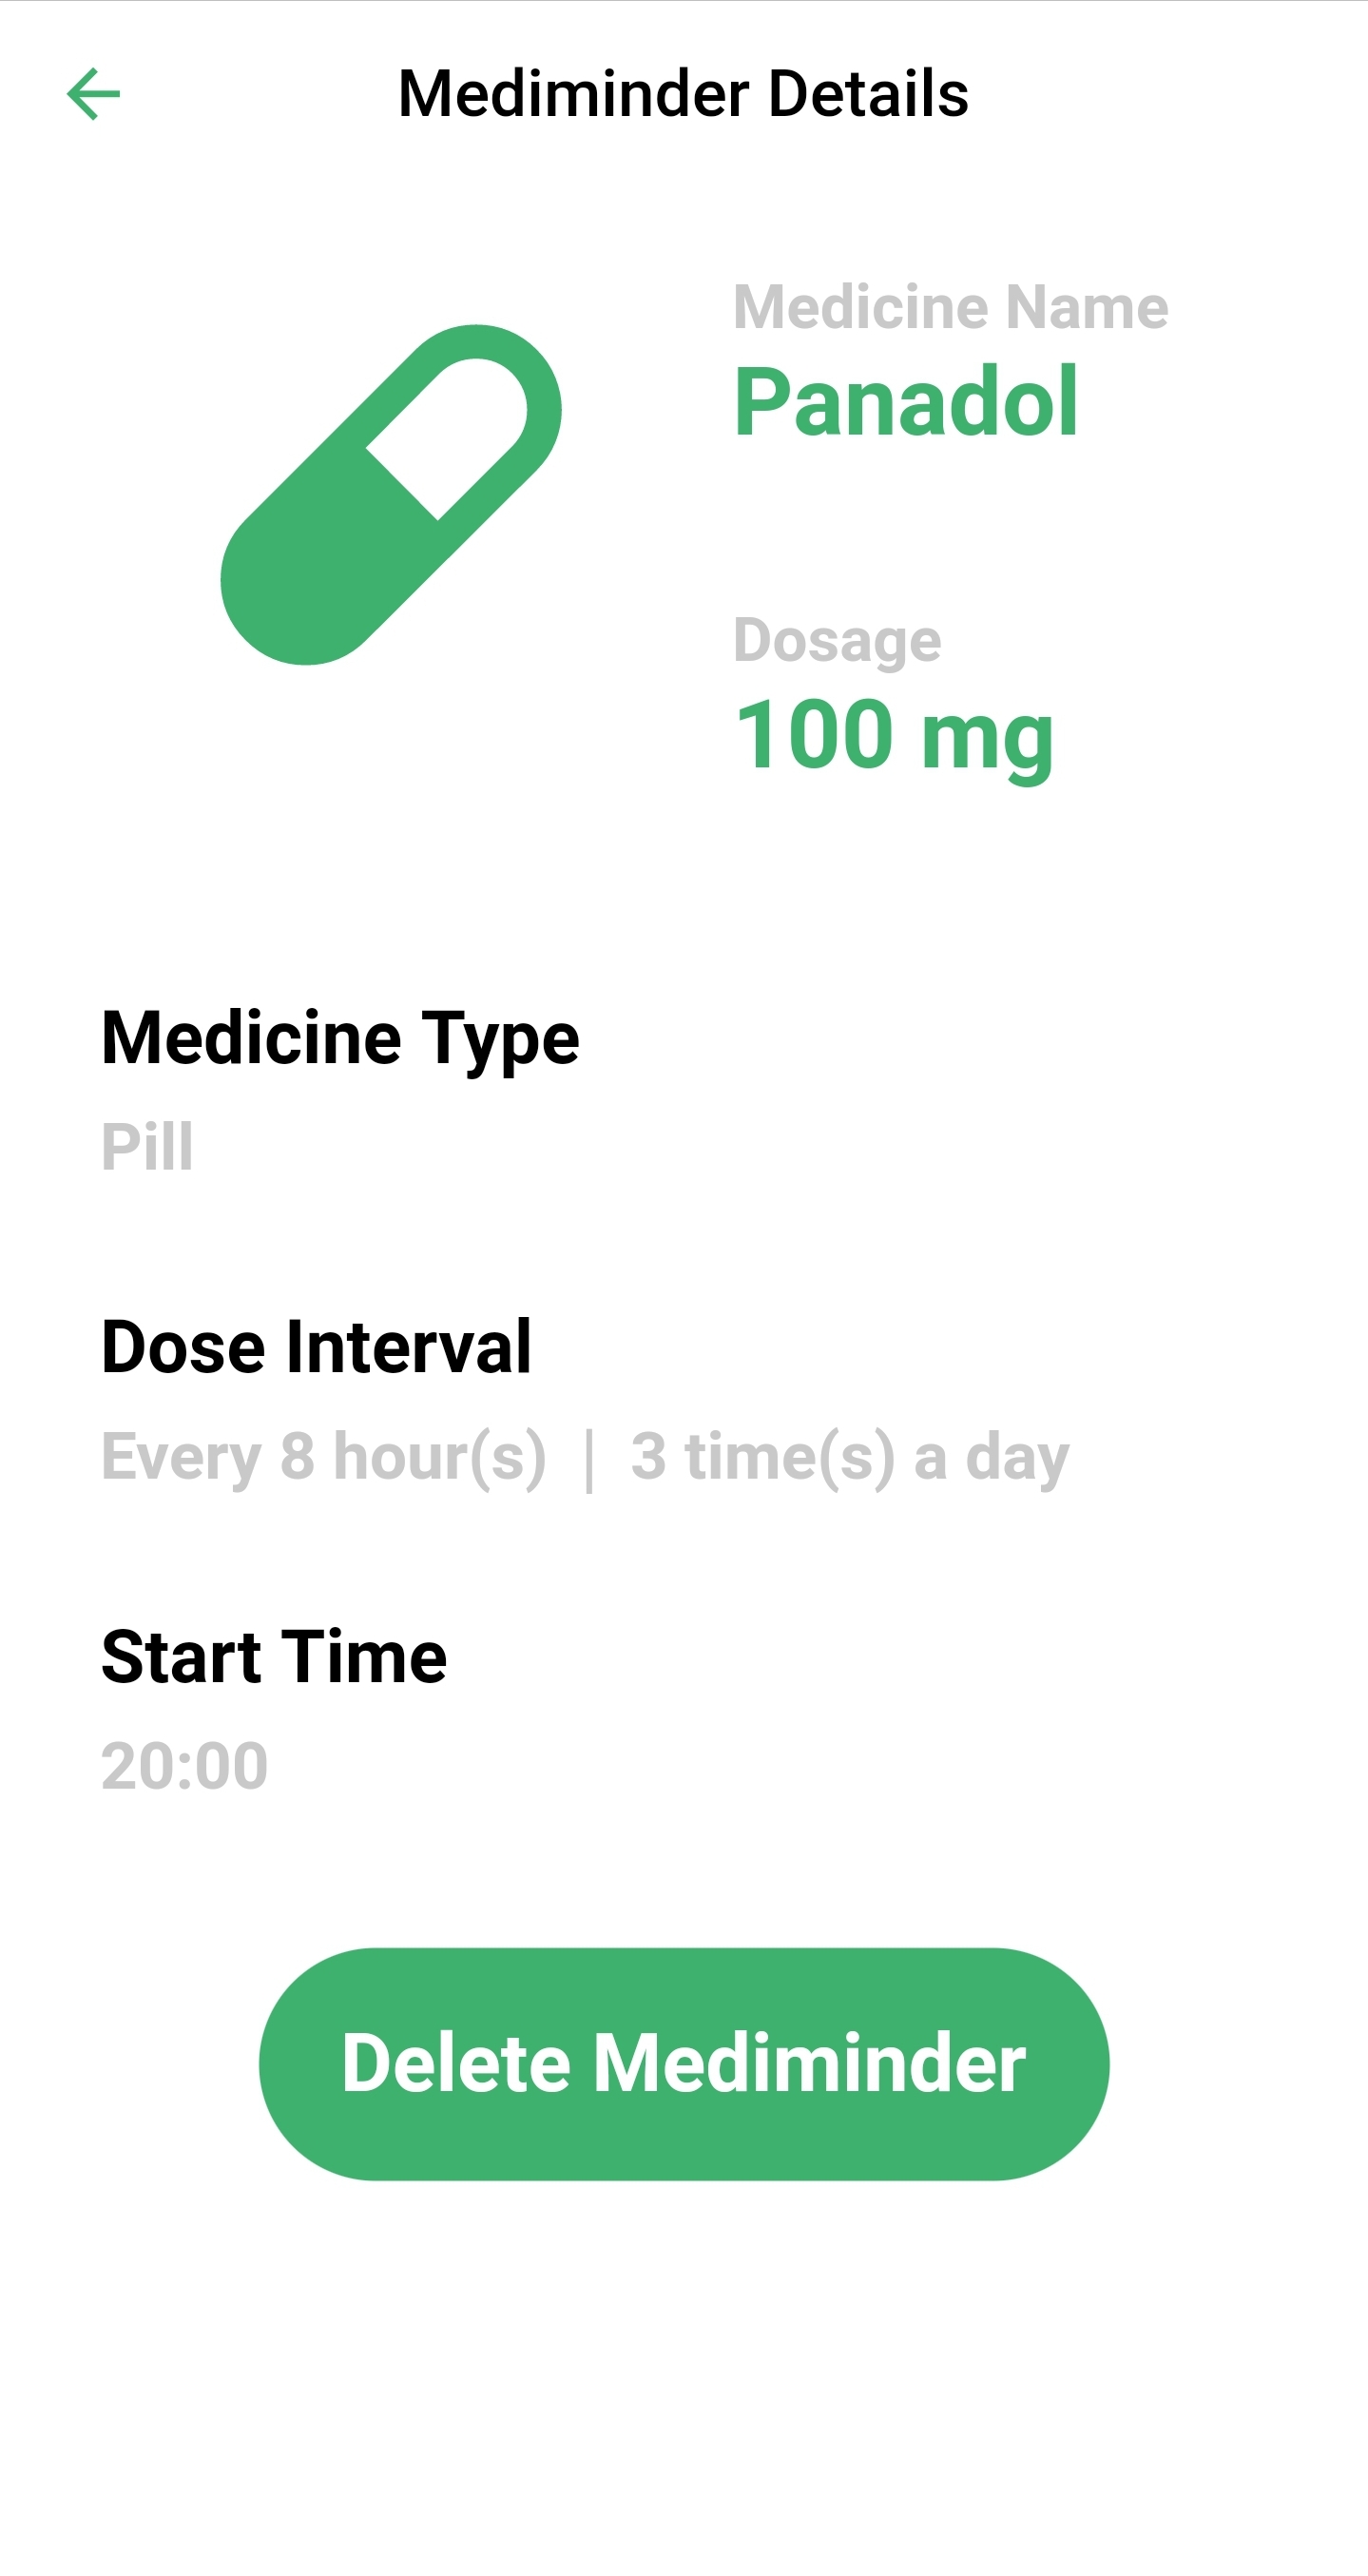 Mediminder Details
Medicine Name
Panadol
Dosage
100 mg
Medicine Type
Pill
Dose Interval
Every 8 hour(s) | 3 time(s) a day
Start Time
20:00
Delete Mediminder